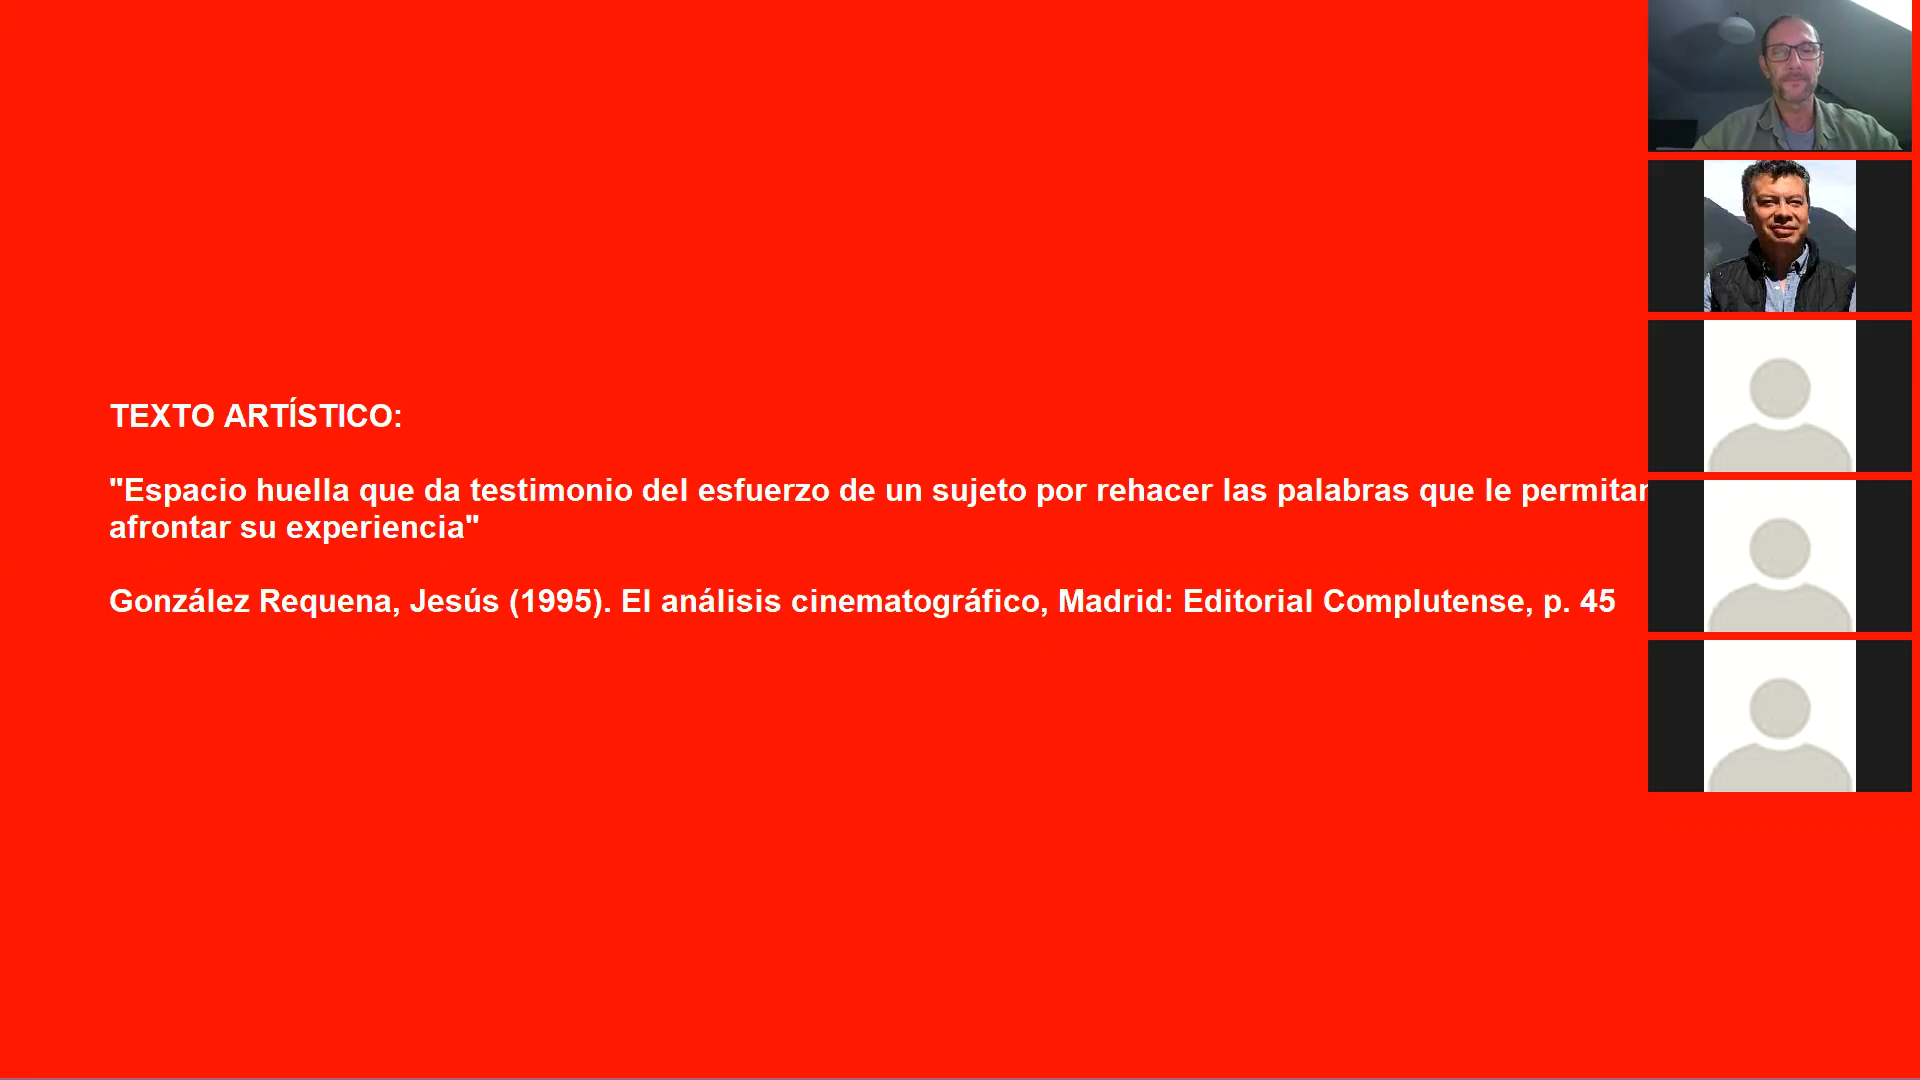 TEXTO ARTÍSTICO:
"Espacio huella que da testimonio del esfuerzo de un sujeto por rehacer las palabras que le permitan
afrontar su experiencia"
González Requena, Jesús (1995). El análisis cinematográfico, Madrid: Editorial Complutense, p. 45